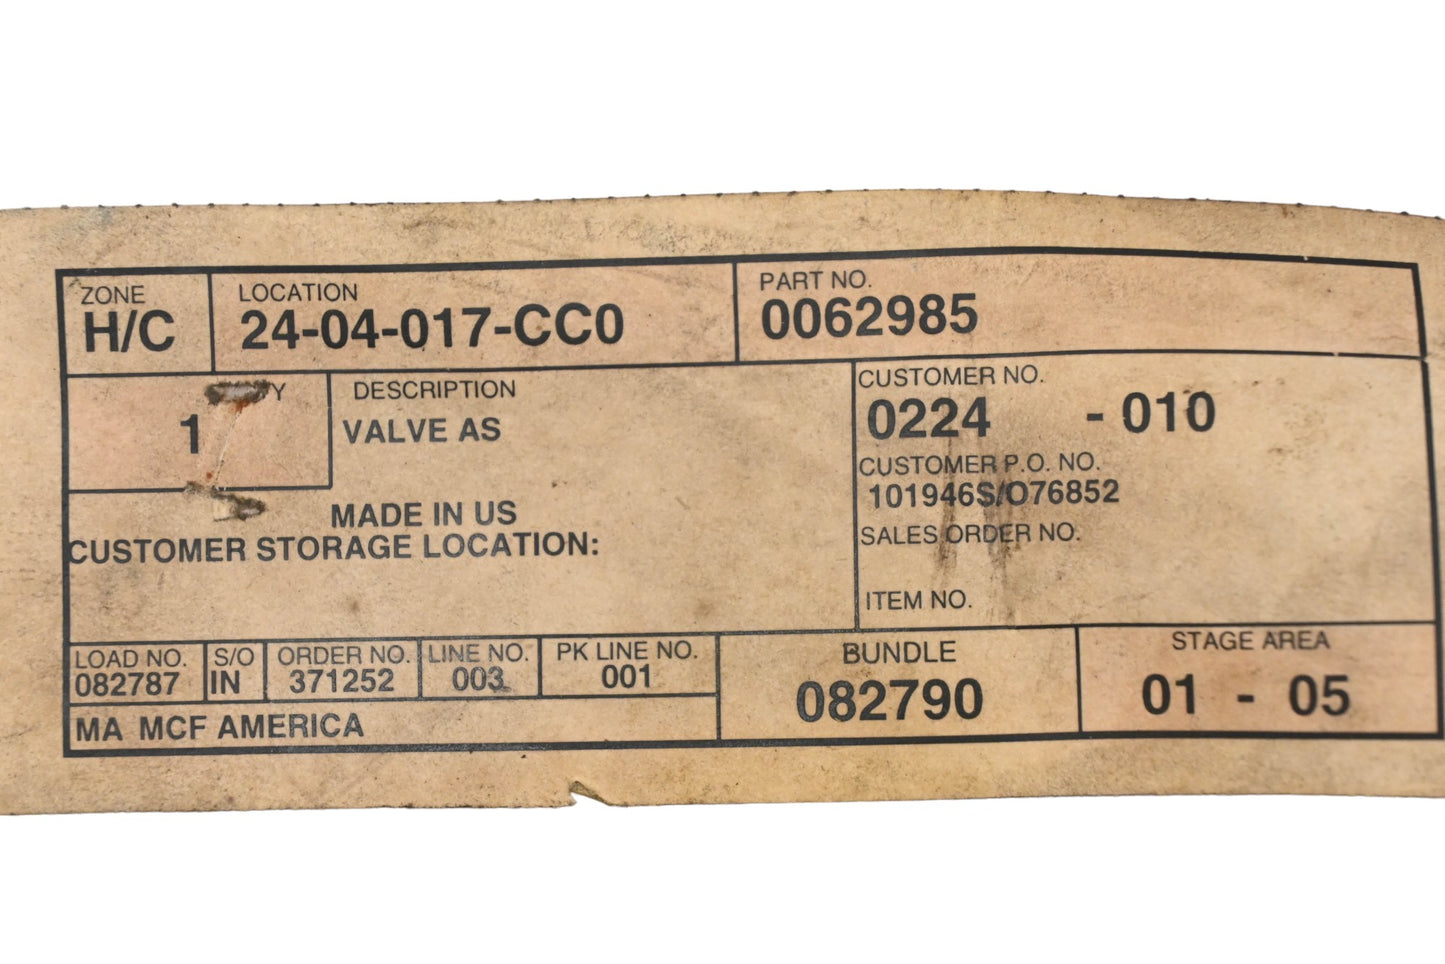 ZONE LOCATION PART NO.
H/C 24-04-017-CC0 0062985
Y DESCRIPTION
1 VALVE AS
MADE IN US
CUSTOMER STORAGE LOCATION:
CUSTOMER NO.
0224 - 010
CUSTOMER P.O. NO.
101946S/O76852
SALES ORDER NO.
ITEM NO.
LOAD NO. S/O ORDER NO. LINE NO. PK LINE NO.
082787 IN 371252 003 001
MA MCF AMERICA
BUNDLE
082790
STAGE AREA
01 - 05